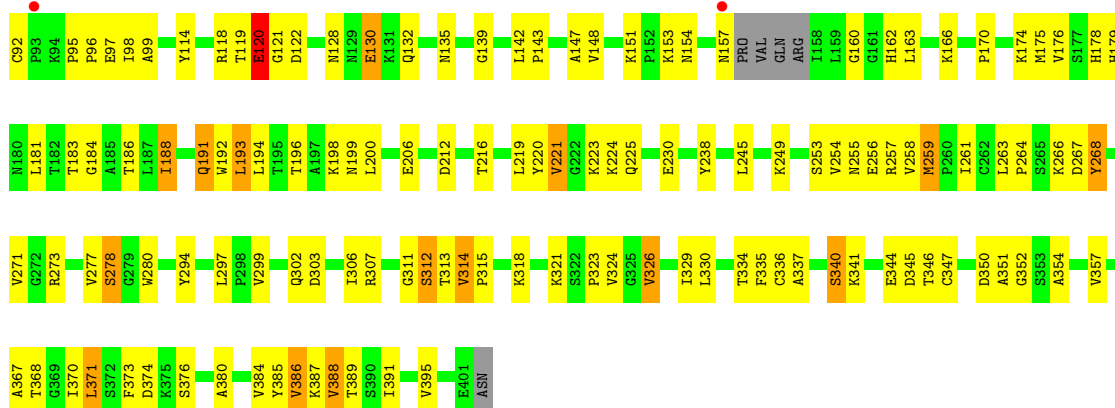 C92 P93 K94 P95 P96 E97 I98 A99 Y114 R118 T119 E120 G121 D122 N128 N129 E130 K131 Q132 N135 G139 L142 P143 A147 V148 K151 P152 K153 N154 N157 PRO VAL GLN ARG I158 L159 G160 G161 H162 L163 K166 P170 K174 M175 V176 S177 H178 H179
N180 L181 T182 T183 G184 A185 T186 L187 I188 Q191 W192 L193 L194 T195 T196 A197 K198 N199 L200 E206 D212 T216 L219 Y220 V221 G222 K223 K224 Q225 E230 Y238 L245 K249 S253 V254 N255 E256 R257 V258 M259 P260 I261 C262 L263 P264 S265 K266 D267 Y268
V271 G272 R273 V277 S278 G279 W280 Y294 L297 P298 V299 Q302 D303 I306 R307 G311 S312 T313 V314 P315 K318 K321 S322 P323 V324 G325 V326 I329 L330 T334 F335 C336 A337 S340 K341 E344 D345 T346 C347 D350 A351 G352 S353 A354 V357
A367 T368 G369 I370 L371 S372 F373 D374 K375 S376 A380 V384 Y385 V386 K387 V388 T389 S390 I391 V395 E401 ASN